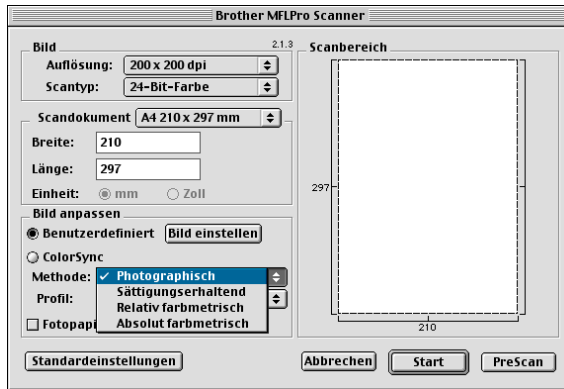 Brother MFLPro Scanner
Bild 2.1.3
Auflösung: 200 x 200 dpi
Scantyp: 24-Bit-Farbe
Scandokument A4 210 x 297 mm
Breite: 210
Länge: 297
Einheit: mm Zoll
Bild anpassen
Benutzerdefiniert Bild einstellen
ColorSync
Methode: ✓ Photographisch
Sättigungserhaltend
Profil:
Relativ farbmetrisch
Absolut farbmetrisch
Fotopapi
Scanbereich
297
210
Standardeinstellungen Abbrechen Start PreScan